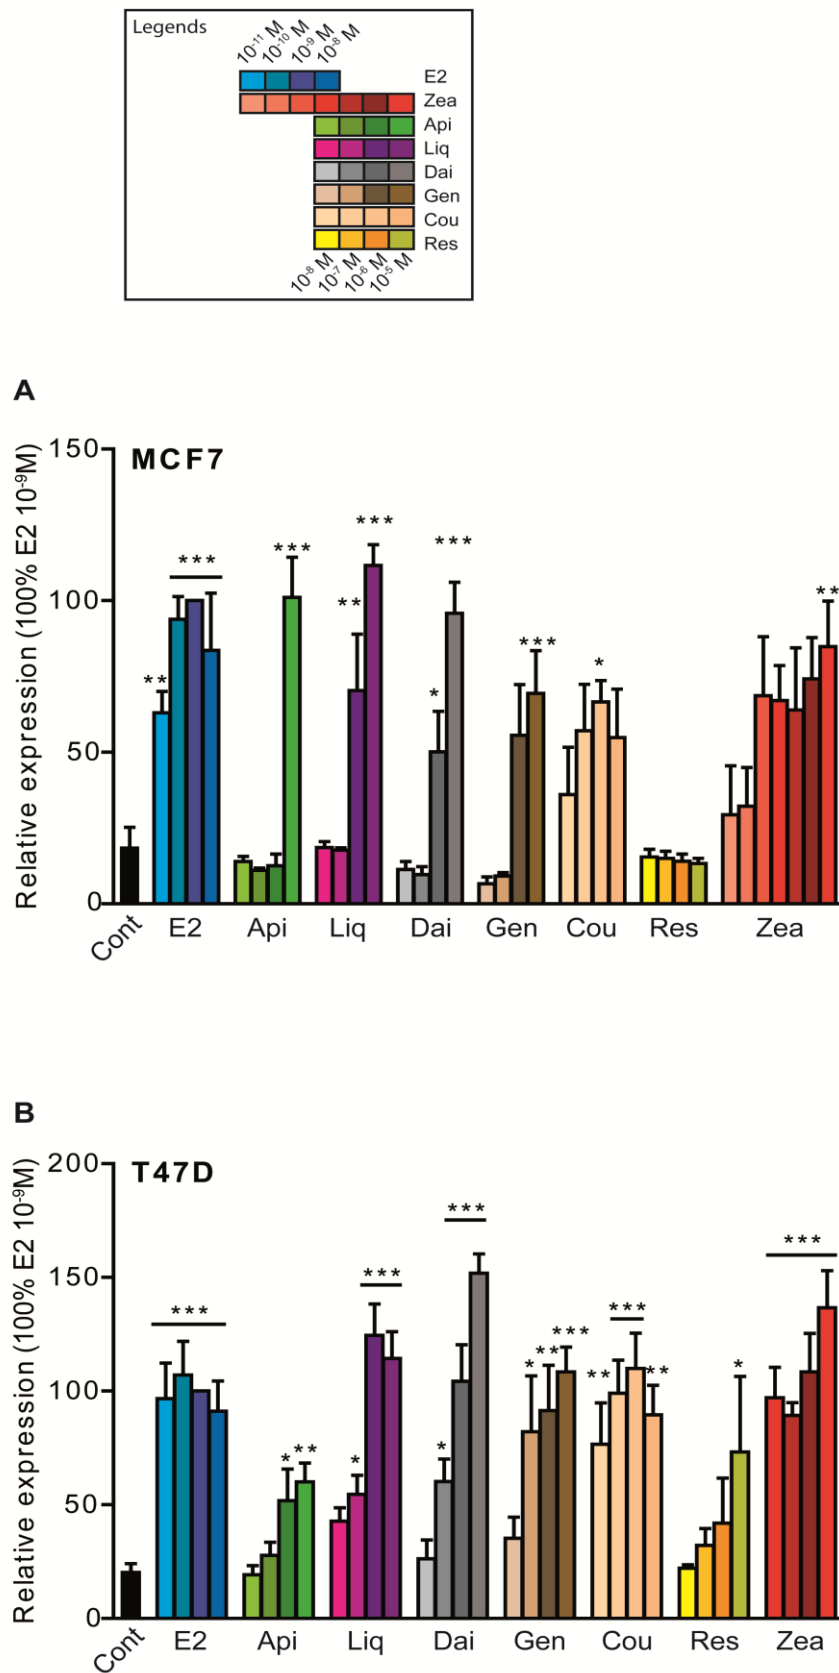 Legends
10⁻¹¹ M 10⁻¹⁰ M 10⁻⁹ M 10⁻⁸ M
E2
Zea
Api
Liq
Dai
Gen
Cou
Res
10⁻⁸ M 10⁻⁷ M 10⁻⁶ M 10⁻⁵ M
A
MCF7
Relative expression (100% E2 10⁻⁹M)
150
100
50
0
** *** *** ** *** * *** *** * **
Cont E2 Api Liq Dai Gen Cou Res Zea
B
T47D
Relative expression (100% E2 10⁻⁹M)
200
150
100
50
0
*** * ** * *** * *** * ** *** ** *** ** * ***
Cont E2 Api Liq Dai Gen Cou Res Zea